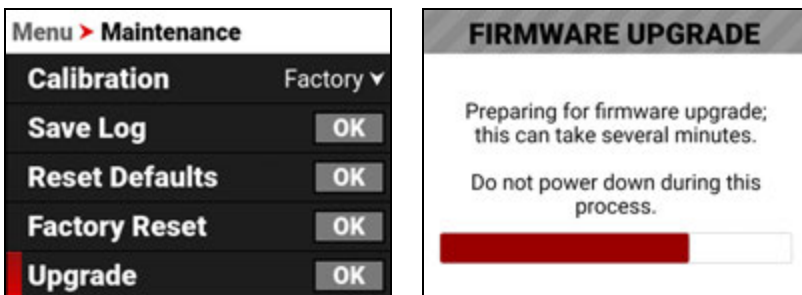 Menu > Maintenance
Calibration Factory
Save Log OK
Reset Defaults OK
Factory Reset OK
Upgrade OK
FIRMWARE UPGRADE
Preparing for firmware upgrade;
this can take several minutes.
Do not power down during this
process.